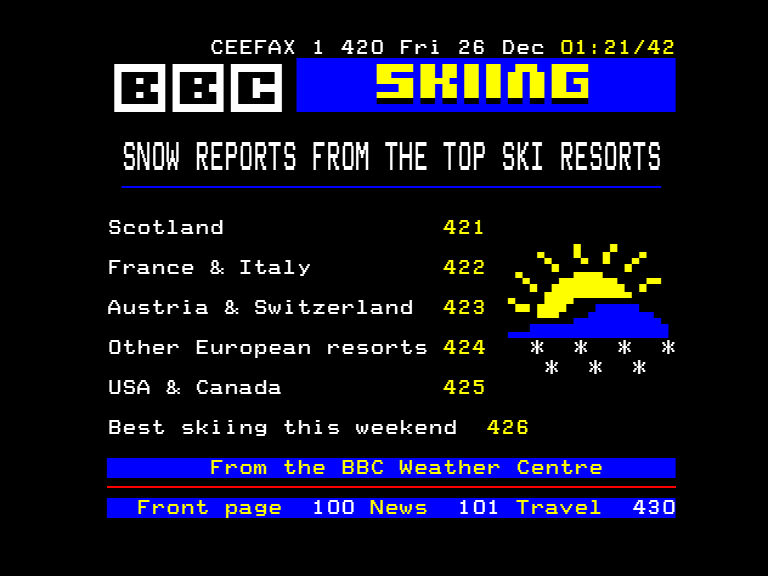 CEEFAX 1 420 Fri 26 Dec 01:21/42
BBC SKIING
SNOW REPORTS FROM THE TOP SKI RESORTS
Scotland 421
France & Italy 422
Austria & Switzerland 423
Other European resorts 424
* * * *
* * *
USA & Canada 425
Best skiing this weekend 426
From the BBC Weather Centre
Front page 100 News 101 Travel 430